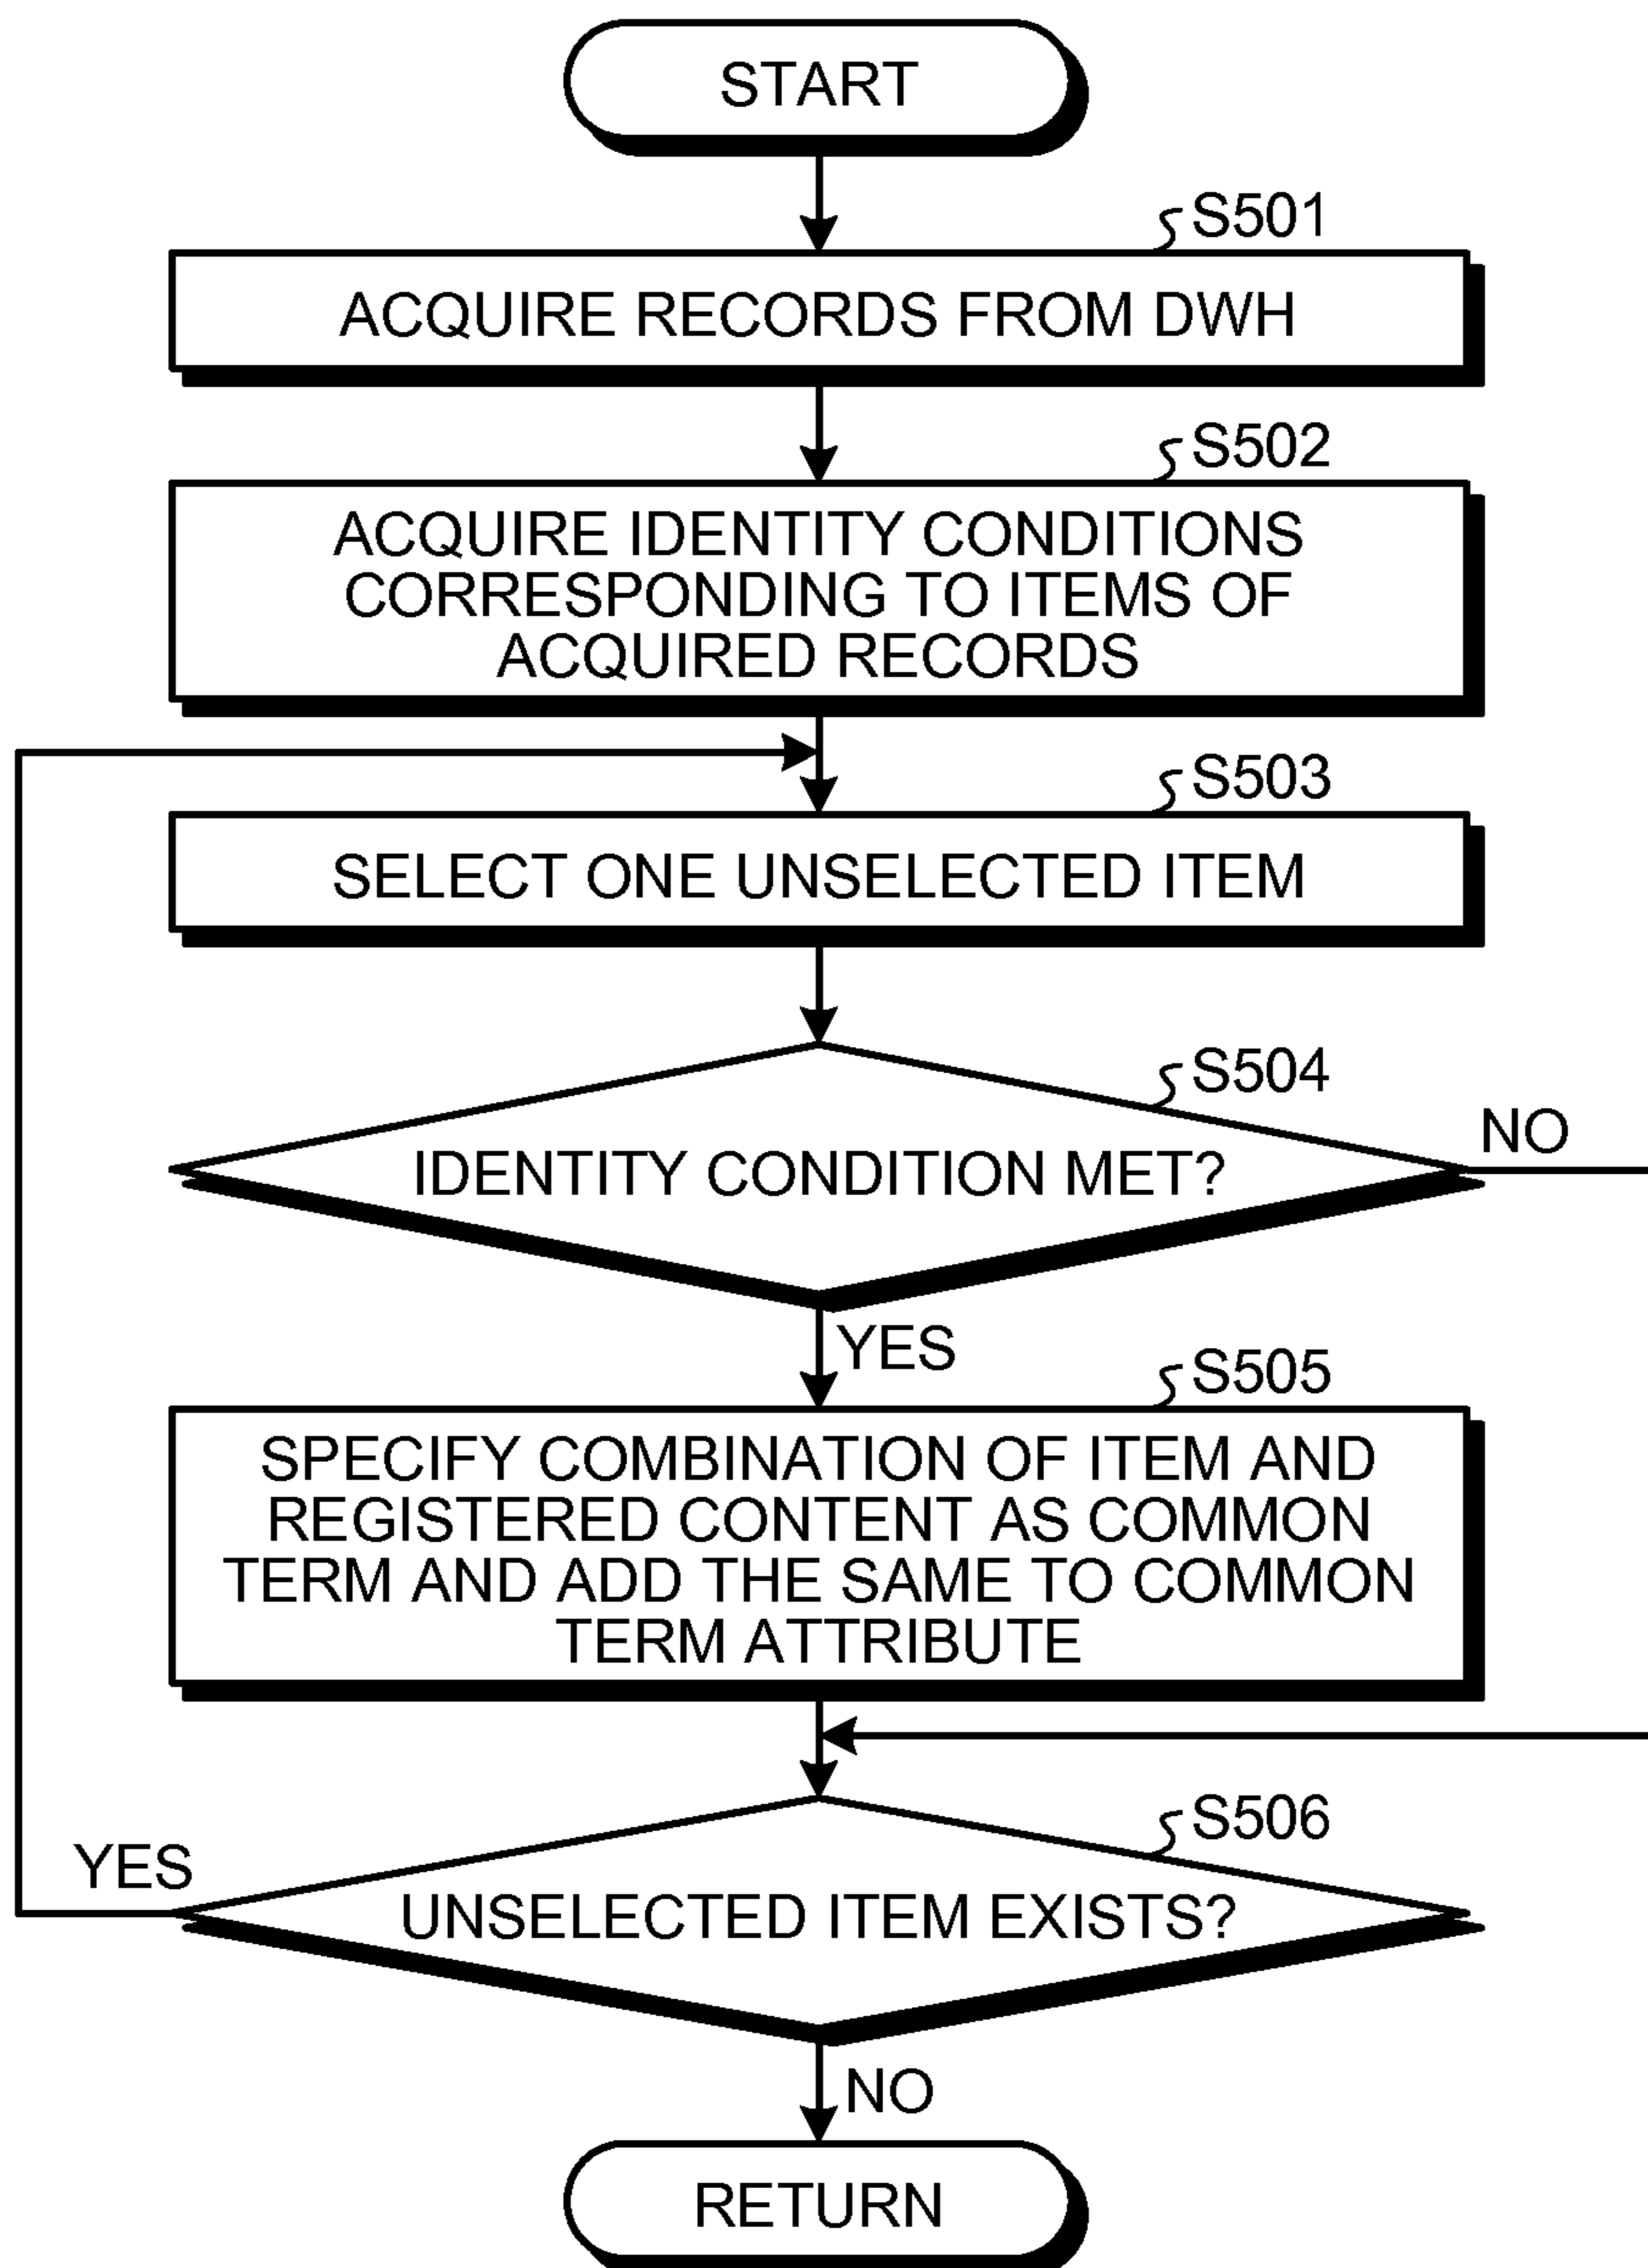 START
S501
ACQUIRE RECORDS FROM DWH
S502
ACQUIRE IDENTITY CONDITIONS
CORRESPONDING TO ITEMS OF
ACQUIRED RECORDS
S503
SELECT ONE UNSELECTED ITEM
S504
NO
IDENTITY CONDITION MET?
YES
S505
SPECIFY COMBINATION OF ITEM AND
REGISTERED CONTENT AS COMMON
TERM AND ADD THE SAME TO COMMON
TERM ATTRIBUTE
S506
YES
UNSELECTED ITEM EXISTS?
NO
RETURN